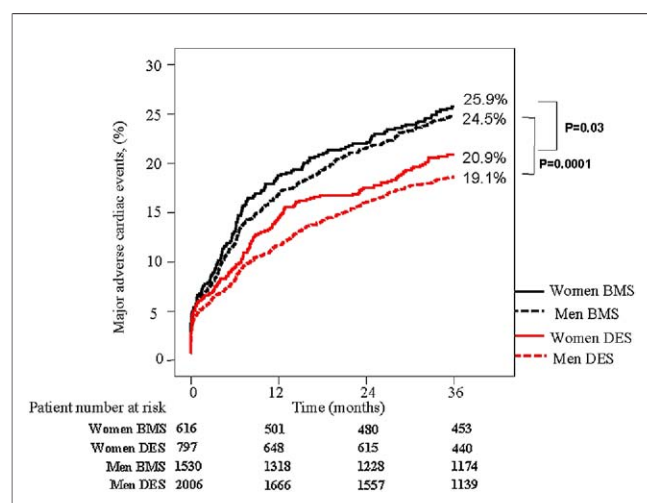 Major adverse cardiac events, (%)
30
25
20
15
10
5
0
25.9%
24.5%
20.9%
19.1%
P=0.03
P=0.0001
Women BMS
Men BMS
Women DES
Men DES
0 12 24 36
Patient number at risk Time (months)
Women BMS 616 501 480 453
Women DES 797 648 615 440
Men BMS 1530 1318 1228 1174
Men DES 2006 1666 1557 1139